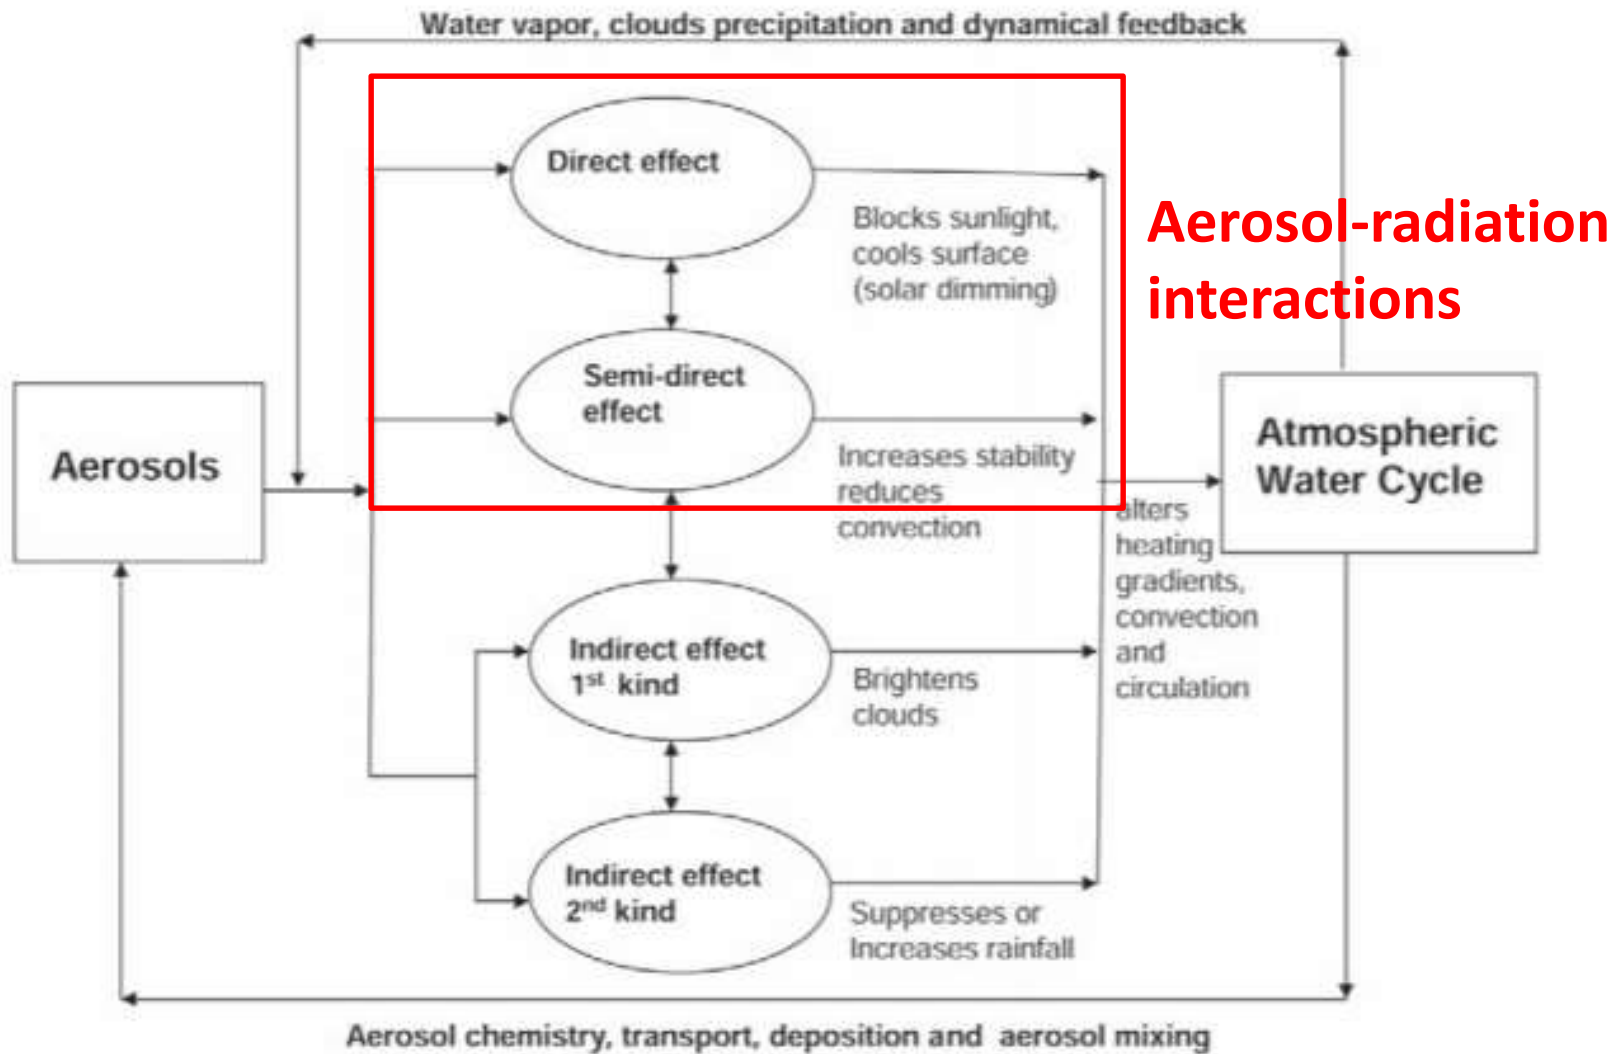 Water vapor, clouds precipitation and dynamical feedback
Direct effect
Blocks sunlight,
cools surface
(solar dimming)
Aerosol-radiation
interactions
Semi-direct
effect
Increases stability
reduces
convection
Aerosols
Atmospheric
Water Cycle
alters
heating
gradients,
convection
and
circulation
Indirect effect
1st kind
Brightens
clouds
Indirect effect
2nd kind
Suppresses or
Increases rainfall
Aerosol chemistry, transport, deposition and aerosol mixing